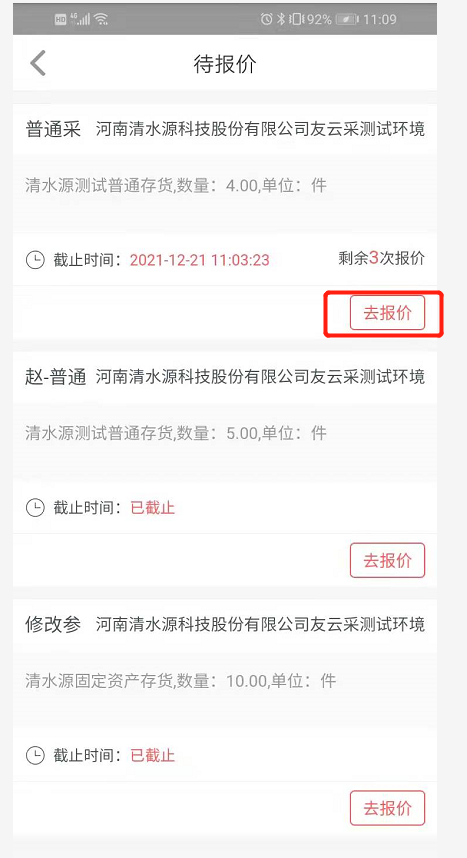 HD 4G 92% 11:09
待报价
普通采 河南清水源科技股份有限公司友云采测试环境
清水源测试普通存货,数量：4.00,单位：件
截止时间：2021-12-21 11:03:23 剩余3次报价
去报价
赵-普通 河南清水源科技股份有限公司友云采测试环境
清水源测试普通存货,数量：5.00,单位：件
截止时间：已截止
去报价
修改参 河南清水源科技股份有限公司友云采测试环境
清水源固定资产存货,数量：10.00,单位：件
截止时间：已截止
去报价